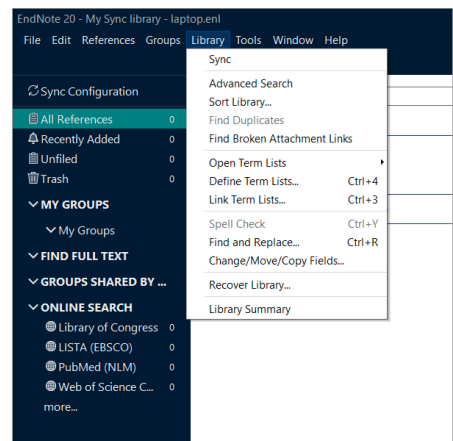 EndNote 20 - My Sync library - laptop.enl
File Edit References Groups Library Tools Window Help
Sync Configuration
All References 0
Recently Added 0
Unfiled 0
Trash 0
MY GROUPS
My Groups
FIND FULL TEXT
GROUPS SHARED BY ...
ONLINE SEARCH
Library of Congress 0
LISTA (EBSCO) 0
PubMed (NLM) 0
Web of Science C... 0
more...
Sync
Advanced Search
Sort Library...
Find Duplicates
Find Broken Attachment Links
Open Term Lists
Define Term Lists... Ctrl+4
Link Term Lists... Ctrl+3
Spell Check Ctrl+Y
Find and Replace... Ctrl+R
Change/Move/Copy Fields...
Recover Library...
Library Summary